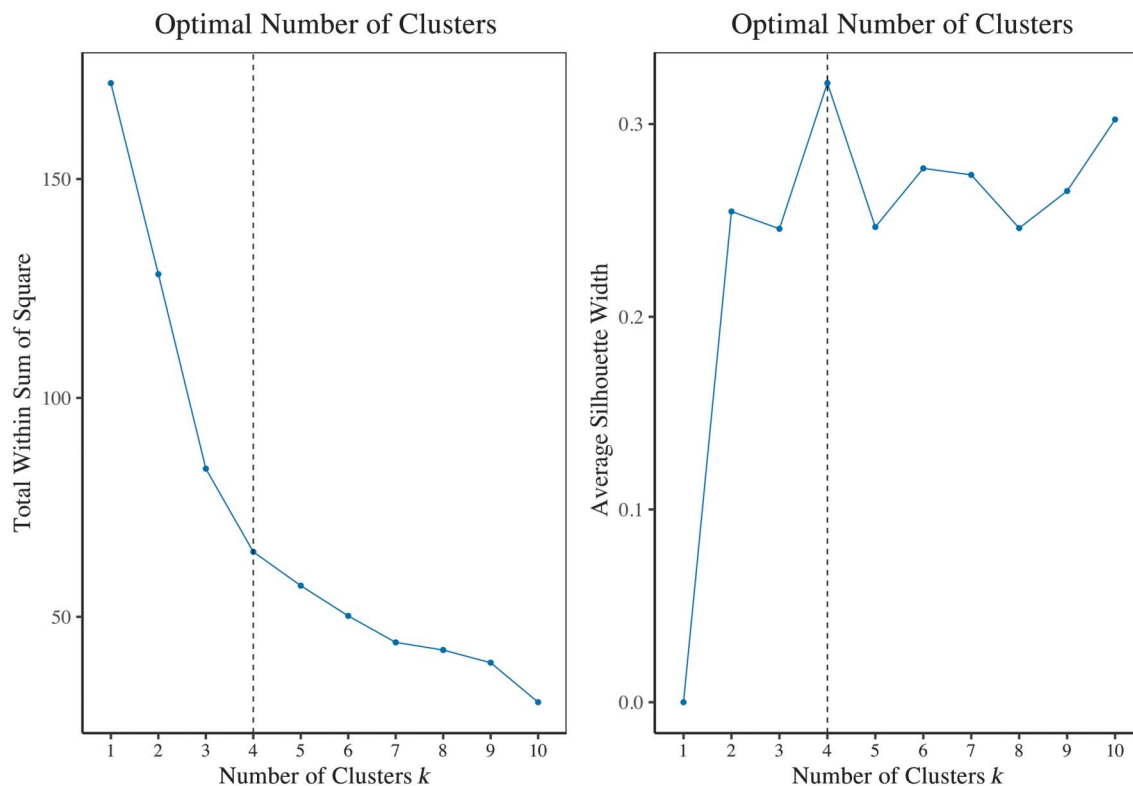 Optimal Number of Clusters
Total Within Sum of Square
150
100
50
1 2 3 4 5 6 7 8 9 10
Number of Clusters k
Optimal Number of Clusters
Average Silhouette Width
0.3
0.2
0.1
0.0
1 2 3 4 5 6 7 8 9 10
Number of Clusters k